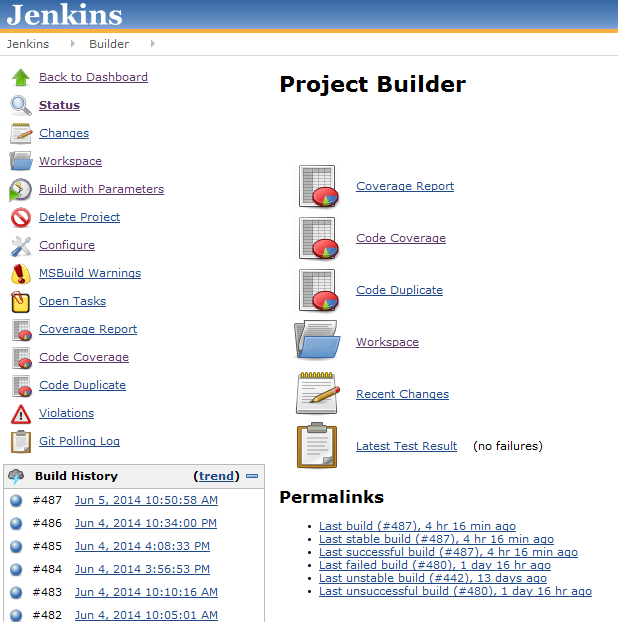 Jenkins
Jenkins
Builder
Back to Dashboard
Status
Changes
Workspace
Build with Parameters
Delete Project
Configure
MSBuild Warnings
Open Tasks
Coverage Report
Code Coverage
Code Duplicate
Violations
Git Polling Log
Build History (trend)
#487 Jun 5, 2014 10:50:58 AM
#486 Jun 4, 2014 10:34:00 PM
#485 Jun 4, 2014 4:08:33 PM
#484 Jun 4, 2014 3:56:53 PM
#483 Jun 4, 2014 10:10:16 AM
#482 Jun 4, 2014 10:05:01 AM
Project Builder
Coverage Report
Code Coverage
Code Duplicate
Workspace
Recent Changes
Latest Test Result (no failures)
Permalinks
Last build (#487), 4 hr 16 min ago
Last stable build (#487), 4 hr 16 min ago
Last successful build (#487), 4 hr 16 min ago
Last failed build (#480), 1 day 16 hr ago
Last unstable build (#442), 13 days ago
Last unsuccessful build (#480), 1 day 16 hr ago